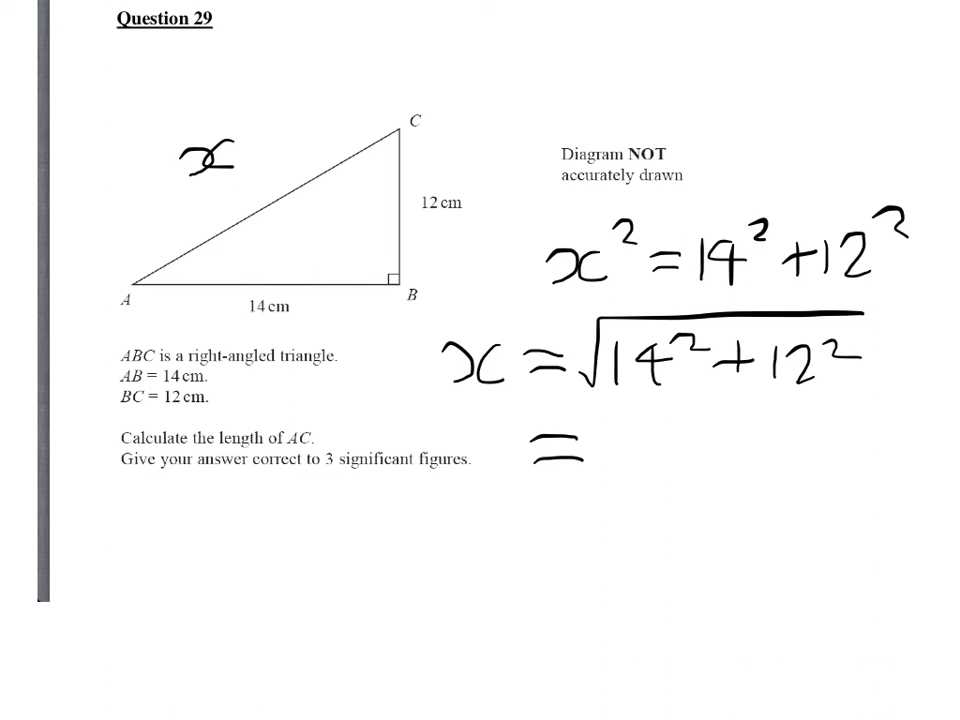 Question 29
C
x
Diagram NOT
accurately drawn
12 cm
x² = 14² + 12²
A
B
14 cm
x = √14² + 12²
ABC is a right-angled triangle.
AB = 14 cm.
BC = 12 cm.
Calculate the length of AC.
=
Give your answer correct to 3 significant figures.